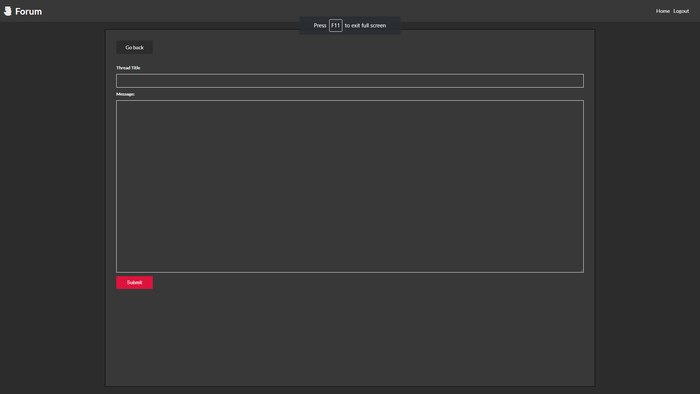 Forum
Home Logout
Press F11 to exit full screen
Go back
Thread Title
Message:
Submit